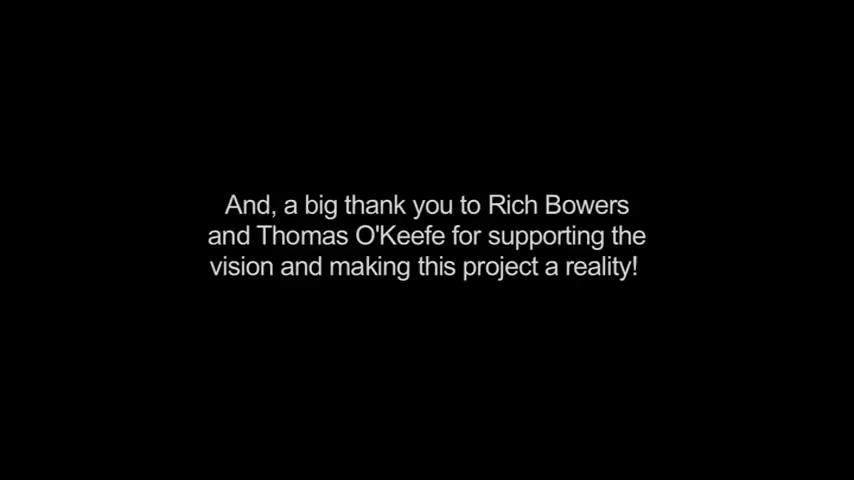 And, a big thank you to Rich Bowers
and Thomas O'Keefe for supporting the
vision and making this project a reality!